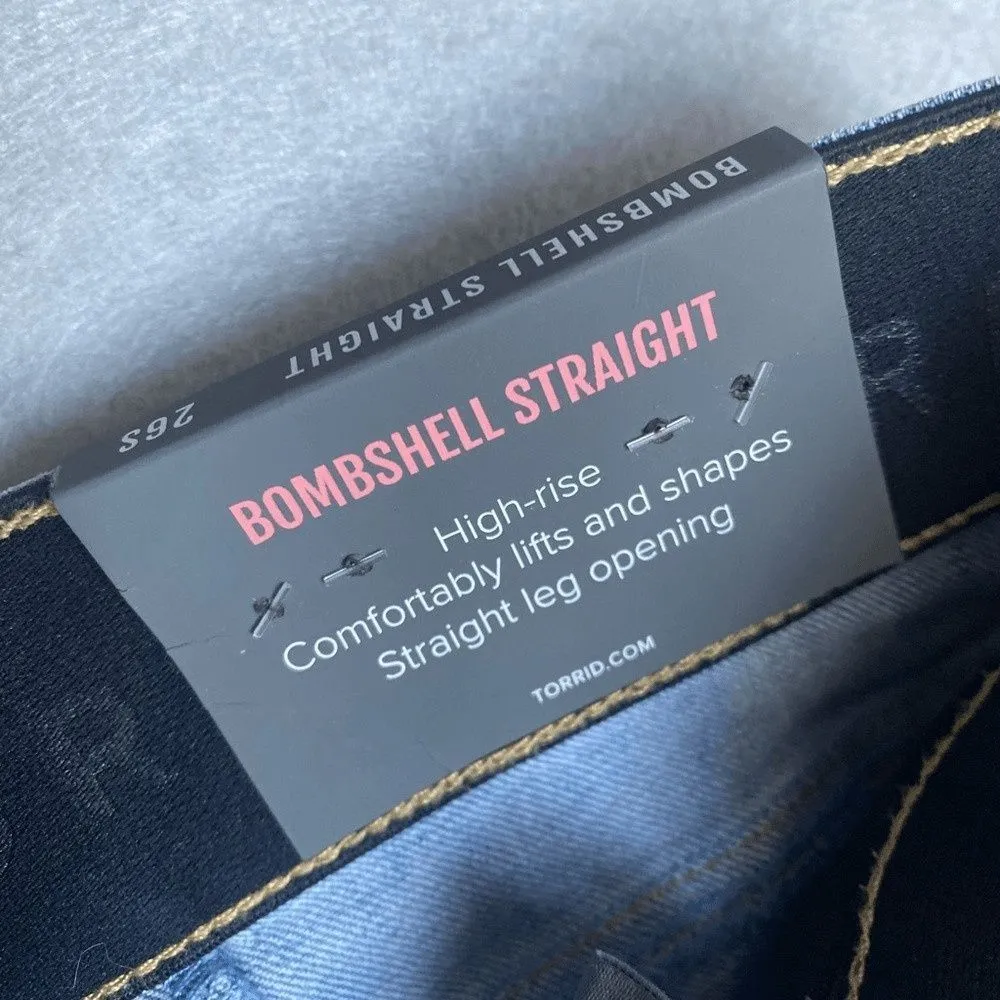 BOMBSHELL STRAIGHT 26S
BOMBSHELL STRAIGHT
High-rise
Comfortably lifts and shapes
Straight leg opening
TORRID.COM